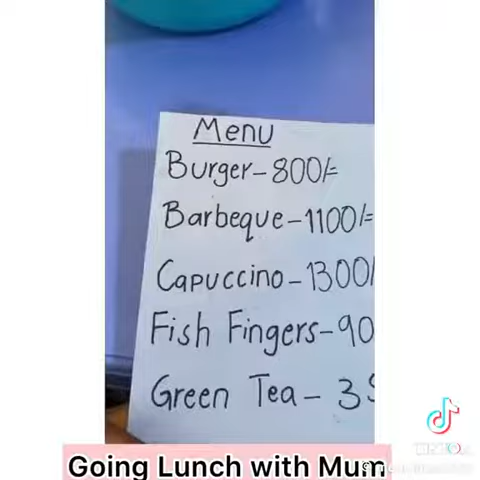 Menu
Burger-800/=
Barbeque-1100/=
Capuccino-1300/
Fish Fingers-90
Green Tea-3
Going Lunch with Mum